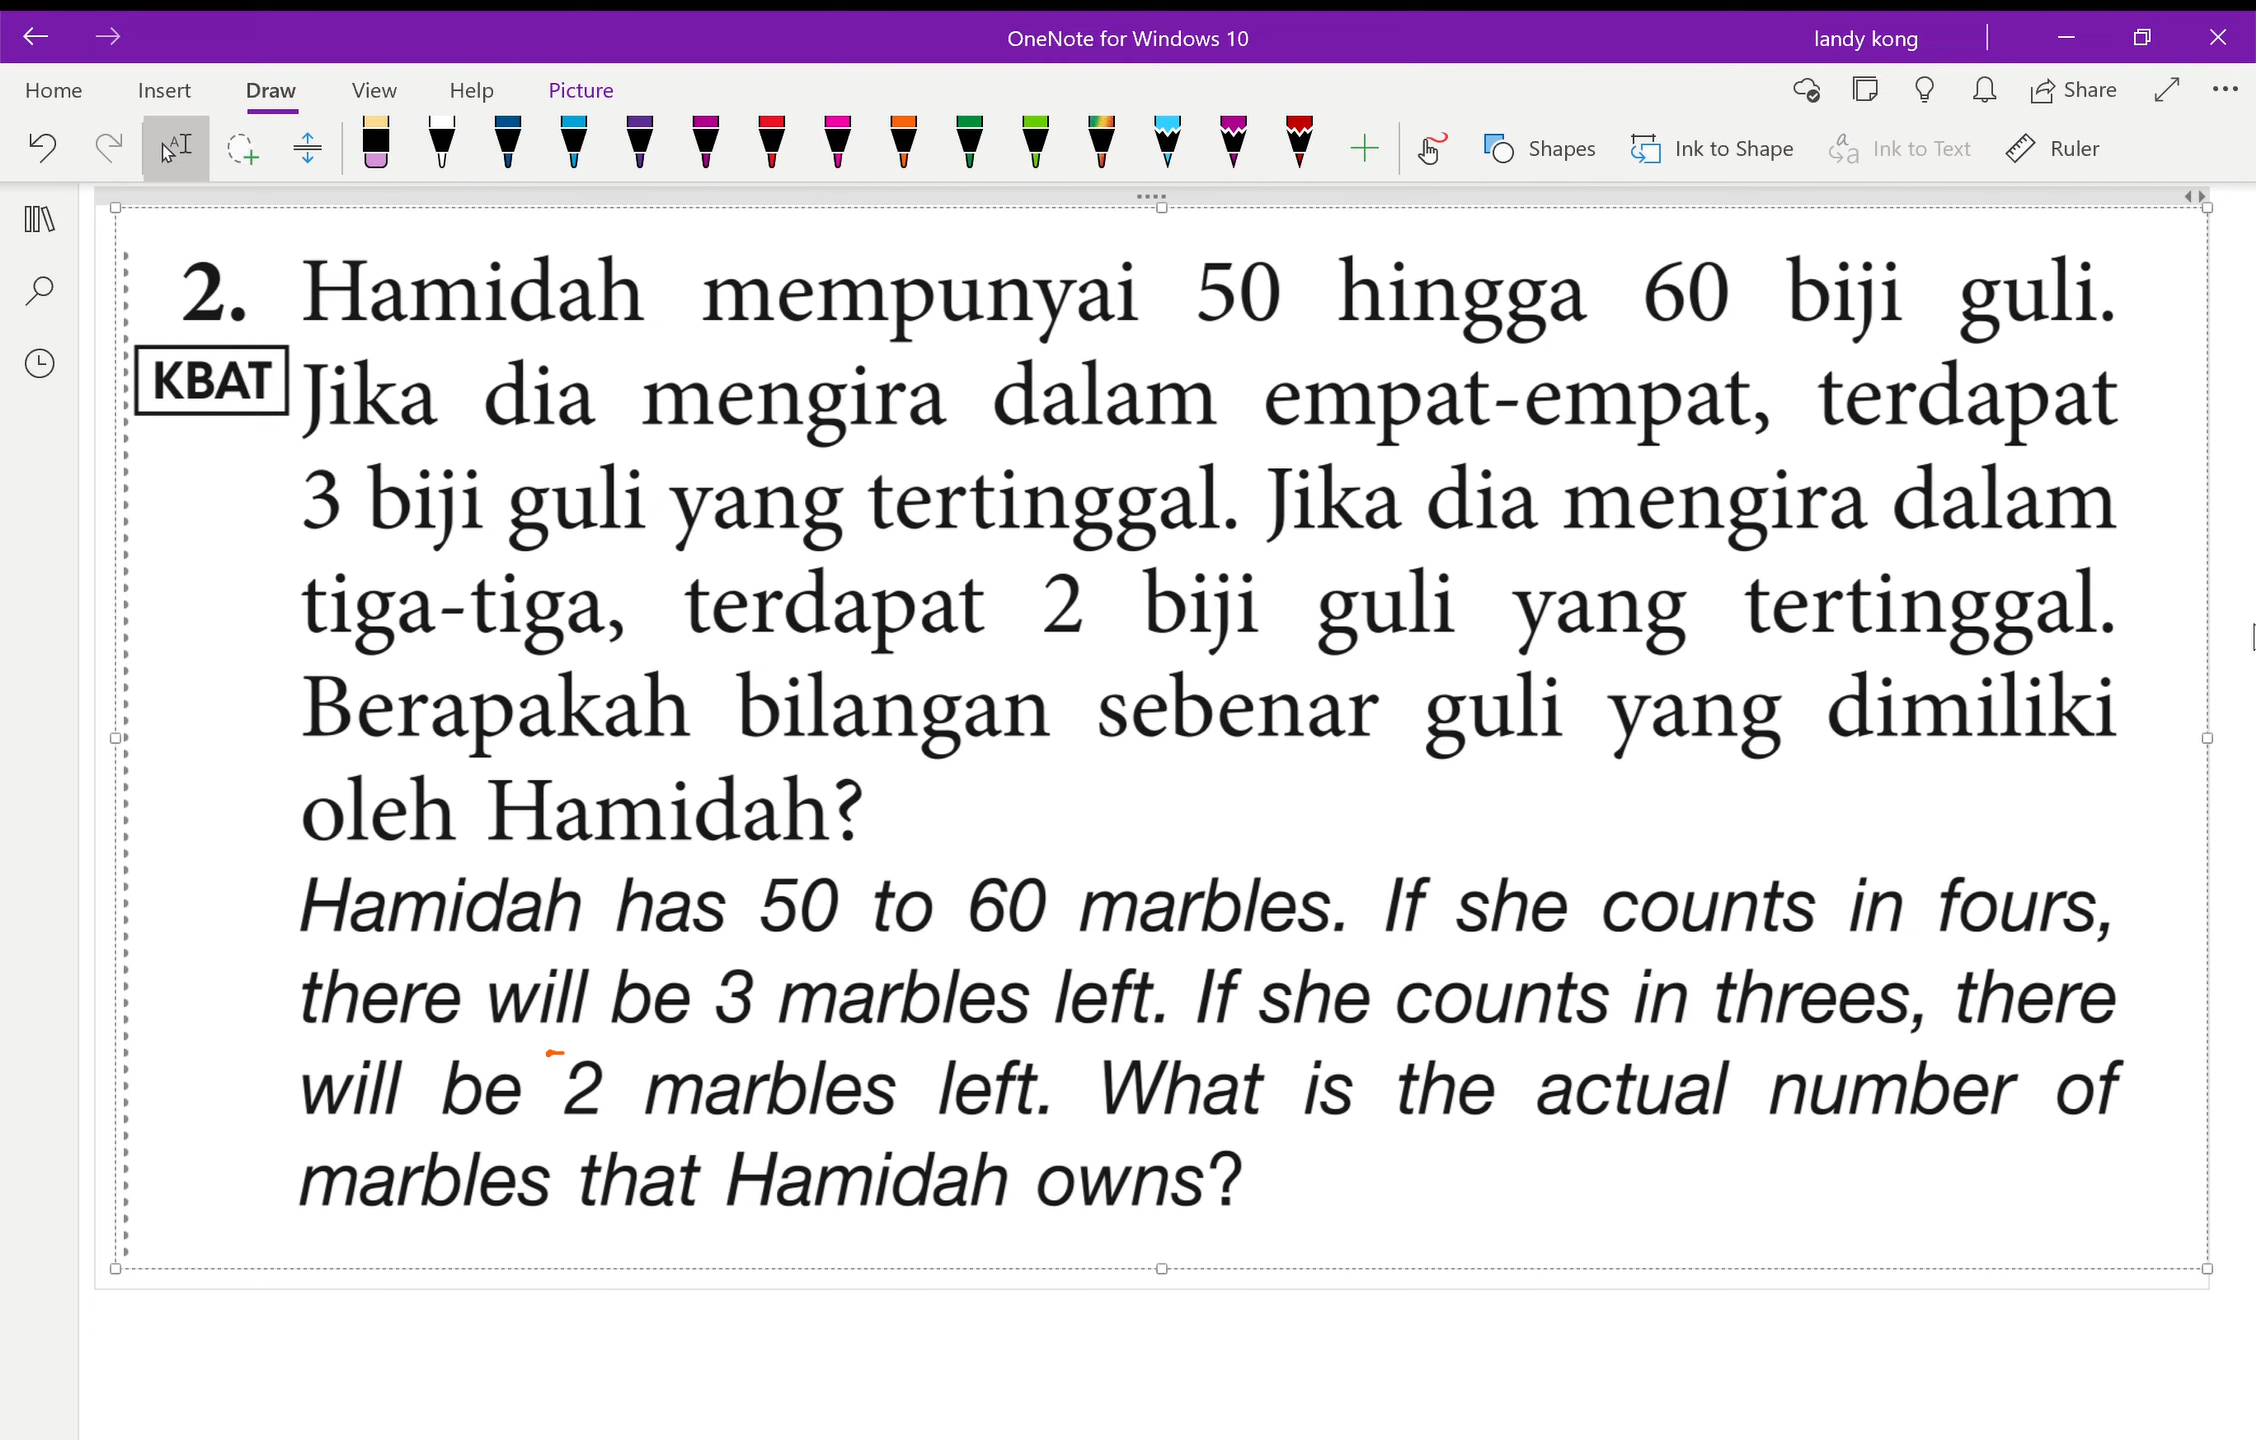 OneNote for Windows 10
landy kong
Home Insert Draw View Help Picture
Share
Shapes Ink to Shape Ink to Text Ruler
2. Hamidah mempunyai 50 hingga 60 biji guli.
KBAT Jika dia mengira dalam empat-empat, terdapat
3 biji guli yang tertinggal. Jika dia mengira dalam
tiga-tiga, terdapat 2 biji guli yang tertinggal.
Berapakah bilangan sebenar guli yang dimiliki
oleh Hamidah?
Hamidah has 50 to 60 marbles. If she counts in fours,
there will be 3 marbles left. If she counts in threes, there
will be 2 marbles left. What is the actual number of
marbles that Hamidah owns?